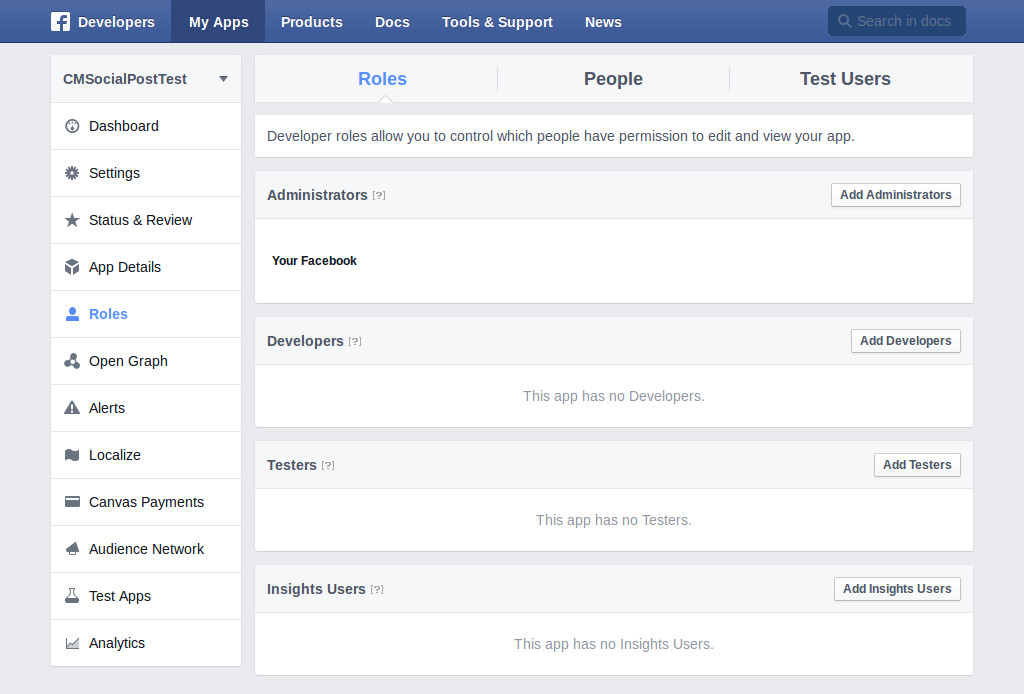 Developers My Apps Products Docs Tools & Support News Search in docs
CMSocialPostTest
Dashboard
Settings
Status & Review
App Details
Roles
Open Graph
Alerts
Localize
Canvas Payments
Audience Network
Test Apps
Analytics
Roles People Test Users
Developer roles allow you to control which people have permission to edit and view your app.
Administrators [?] Add Administrators
Your Facebook
Developers [?] Add Developers
This app has no Developers.
Testers [?] Add Testers
This app has no Testers.
Insights Users [?] Add Insights Users
This app has no Insights Users.